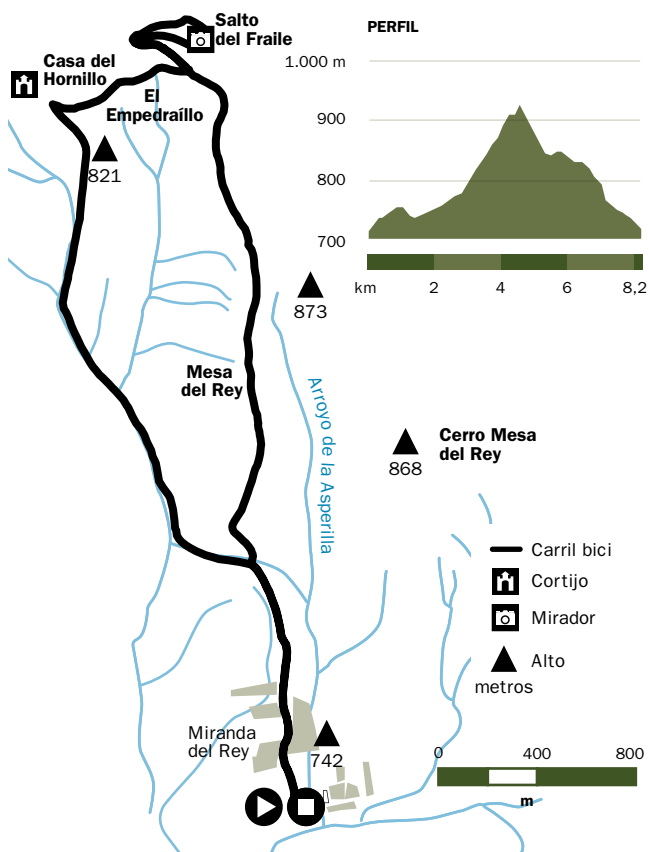 Salto
del Fraile
Casa del
Hornillo
El
Empedraíllo
821
PERFIL
1.000 m
900
800
700
km
2
4
6
8,2
873
Mesa
del Rey
Arroyo de la Asperilla
868
Cerro Mesa
del Rey
Carril bici
Cortijo
Mirador
Alto
metros
Miranda
del Rey
742
0
400
800
m